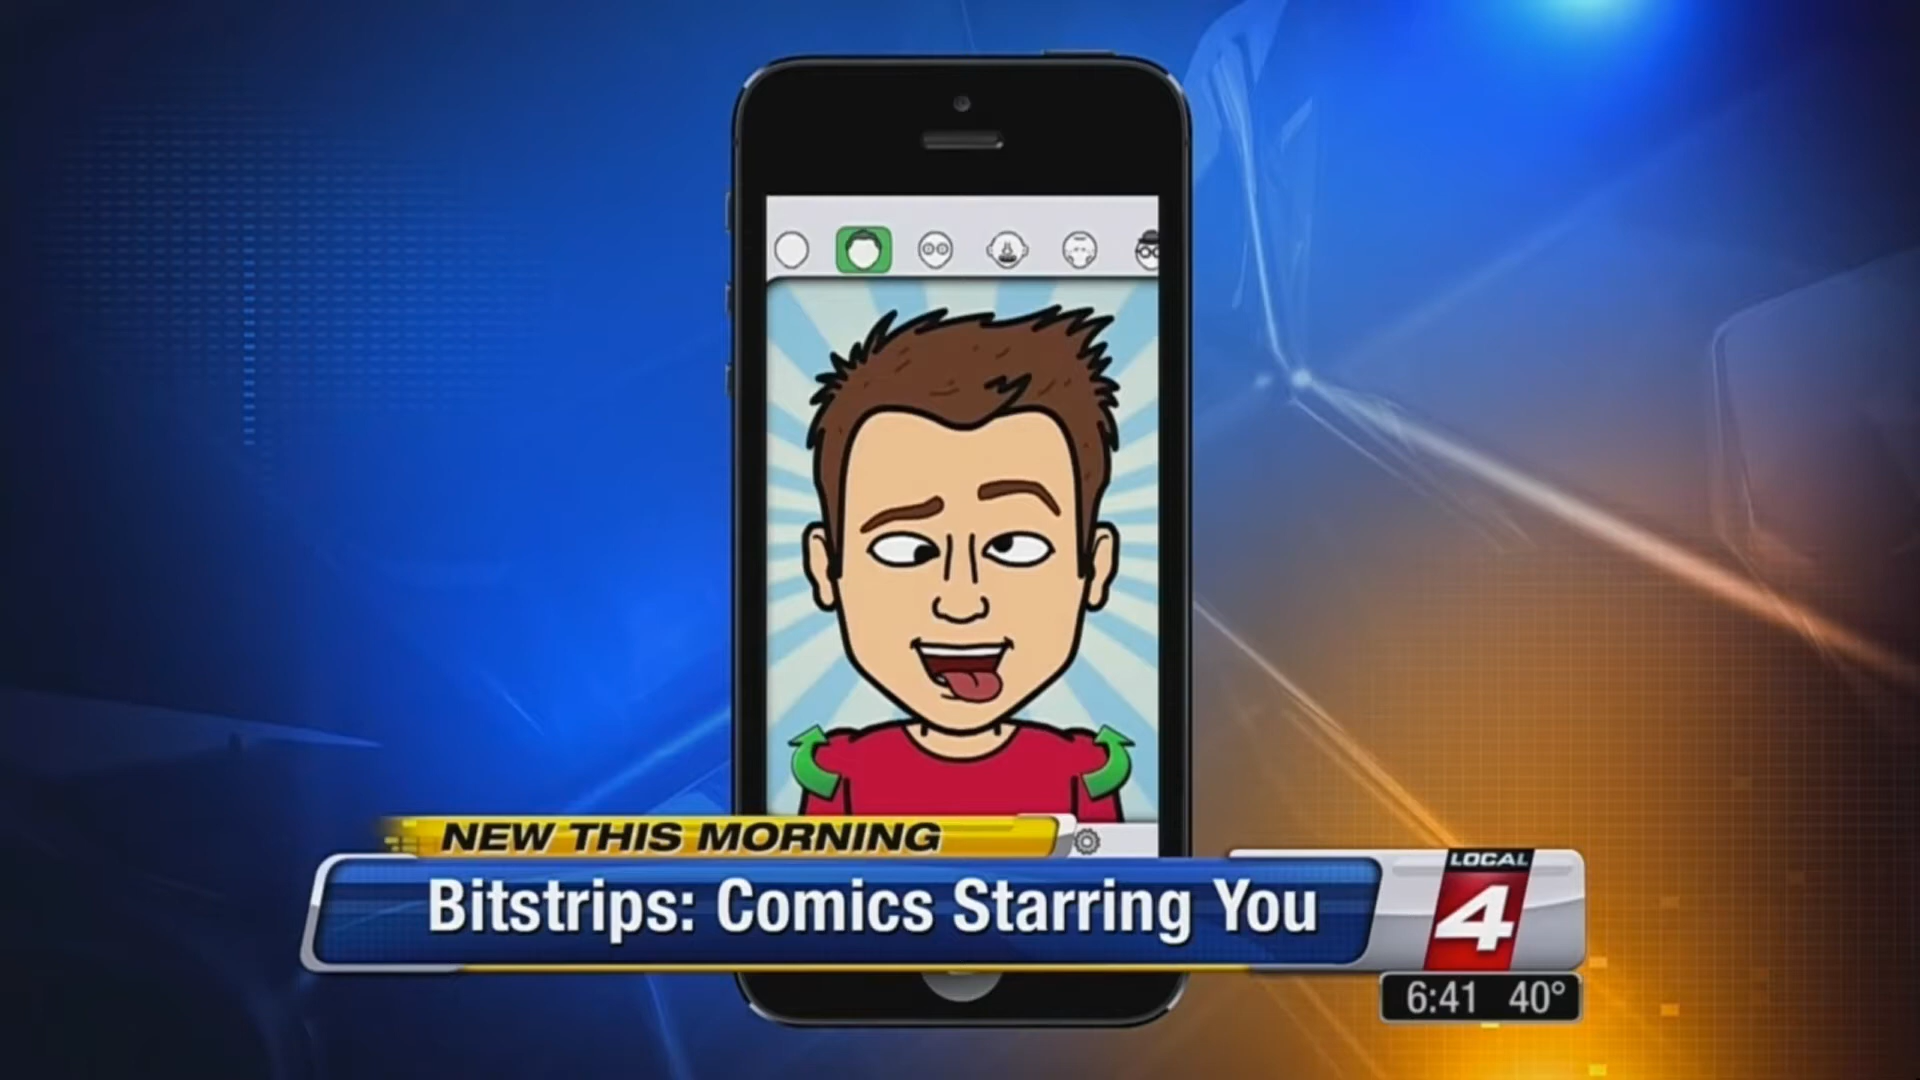 NEW THIS MORNING
Bitstrips: Comics Starring You
LOCAL
4
6:41 40°